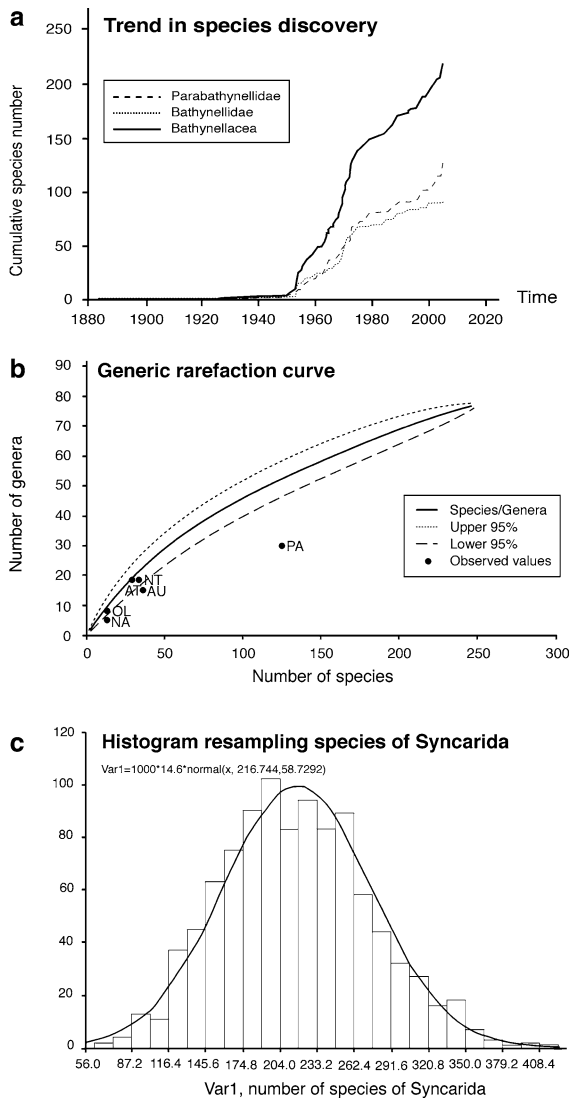 a
Trend in species discovery
250
200
150
100
50
0
Cumulative species number
Parabathynellidae
Bathynellidae
Bathynellacea
1880 1900 1920 1940 1960 1980 2000 2020
Time
b
Generic rarefaction curve
90
80
70
60
50
40
30
20
10
0
Number of genera
Species/Genera
Upper 95%
Lower 95%
Observed values
PA
AT NT
AU
OL
NA
0 50 100 150 200 250 300
Number of species
c
Histogram resampling species of Syncarida
Var1=1000*14.6*normal(x, 216.744,58.7292)
120
100
80
60
40
20
0
56.0 87.2 116.4 145.6 174.8 204.0 233.2 262.4 291.6 320.8 350.0 379.2 408.4
Var1, number of species of Syncarida